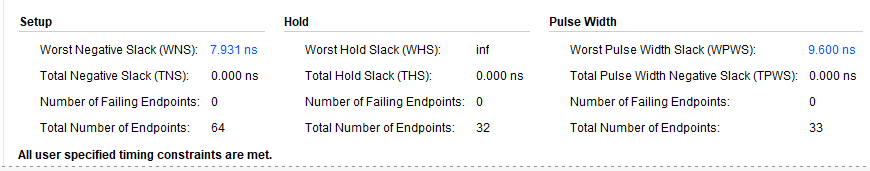 Setup Hold Pulse Width
Worst Negative Slack (WNS): 7.931 ns Worst Hold Slack (WHS): inf Worst Pulse Width Slack (WPWS): 9.600 ns
Total Negative Slack (TNS): 0.000 ns Total Hold Slack (THS): 0.000 ns Total Pulse Width Negative Slack (TPWS): 0.000 ns
Number of Failing Endpoints: 0 Number of Failing Endpoints: 0 Number of Failing Endpoints: 0
Total Number of Endpoints: 64 Total Number of Endpoints: 32 Total Number of Endpoints: 33
All user specified timing constraints are met.